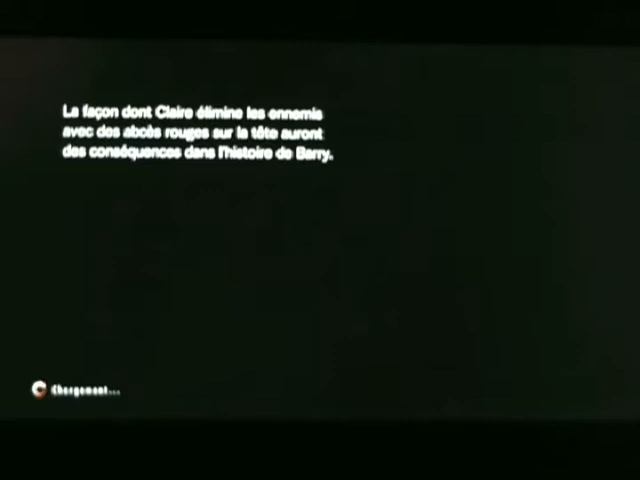 La façon dont Claire élimine les ennemis
avec des abcès rouges sur la tête auront
des conséquences dans l'histoire de Barry.
Chargement...